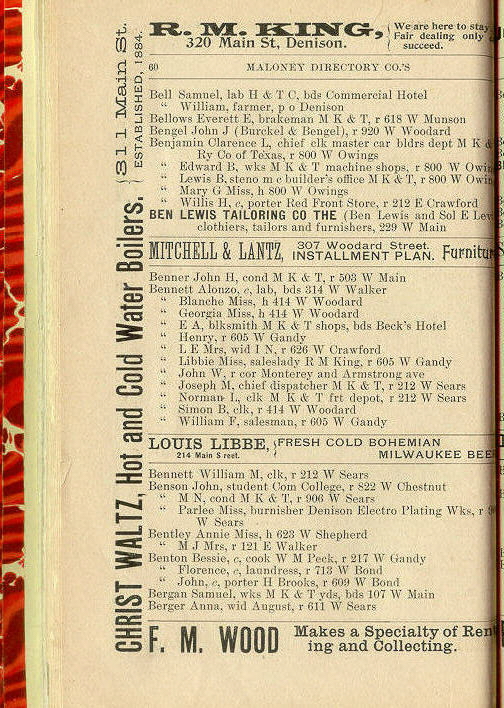 R. M. KING,
We are here to stay
Fair dealing only
succeed.
320 Main St, Denison.
60 MALONEY DIRECTORY CO.'S
Bell Samuel, lab H & T C, bds Commercial Hotel
“ William, farmer, p o Denison
Bellows Everett E, brakeman M K & T, r 618 W Munson
Bengel John J (Burckel & Bengel), r 920 W Woodard
Benjamin Clarence L, chief clk master car bldrs dept M K &
Ry Co of Texas, r 800 W Owings
“ Edward B, wks M K T machine shops, r 800 W Owin
“ Lewis B, steno m c builder's office M K & T, r 800 W Owin
“ Mary G Miss, h 800 W Owings
“ Willis H, c, porter Red Front Store, r 212 E Crawford
BEN LEWIS TAILORING CO THE (Ben Lewis and Sol E Lev
clothiers, tailors and furnishers, 229 W Main
MITCHELL & LANTZ, 307 Woodard Street. INSTALLMENT PLAN. Furnitur
Benner John H, cond M K & T, r 503 W Main
Bennett Alonzo, c, lab, bds 314 W Walker
“ Blanche Miss, h 414 W Woodard
“ Georgia Miss, h 414 W Woodard
“ E A, blksmith M K & T shops, bds Beck's Hotel
“ Henry, r 605 W Gandy
“ L E Mrs, wid I N, r 626 W Crawford
“ Libbie Miss, saleslady R M King, r 605 W Gandy
“ John W, r cor Monterey and Armstrong ave
“ Joseph M, chief dispatcher M K & T, r 212 W Sears
“ Norman L, clk M K & T frt depot, r 212 W Sears
“ Simon B, clk, r 414 W Woodard
“ William F, salesman, r 605 W Gandy
LOUIS LIBBE, FRESH COLD BOHEMIAN
214 Main S reet. MILWAUKEE BEE
Bennett William M, clk, r 212 W Sears
Benson John, student Com College, r 822 W Chestnut
“ M N, cond M K & T, r 906 W Sears
“ Parlee Miss, burnisher Denison Electro Plating Wks, r 9
W Sears
Bentley Annie Miss, h 623 W Shepherd
“ M J Mrs, r 121 E Walker
Benton Bessie, c, cook W M Peck, r 217 W Gandy
“ Florence, c, laundress, r 713 W Bond
“ John, c, porter H Brooks, r 609 W Bond
Bergan Samuel, wks M K & T yds, bds 107 W Main
Berger Anna, wid August, r 611 W Sears
F. M. WOOD Makes a Specialty of Ren
ing and Collecting.
CHRIST WALTZ, Hot and Cold Water Boilers.
311 Main St.
ESTABLISHED, 1884.